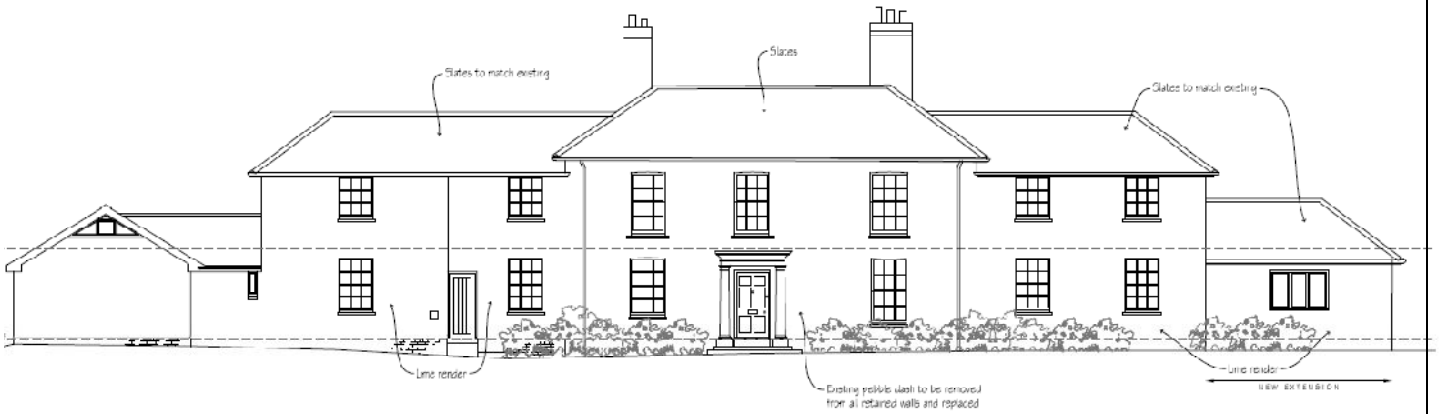 Slates
Slates to match existing
Slates to match existing
Lime render
Lime render
NEW EXTENSION
Existing pebble dash to be removed
from all retained walls and replaced